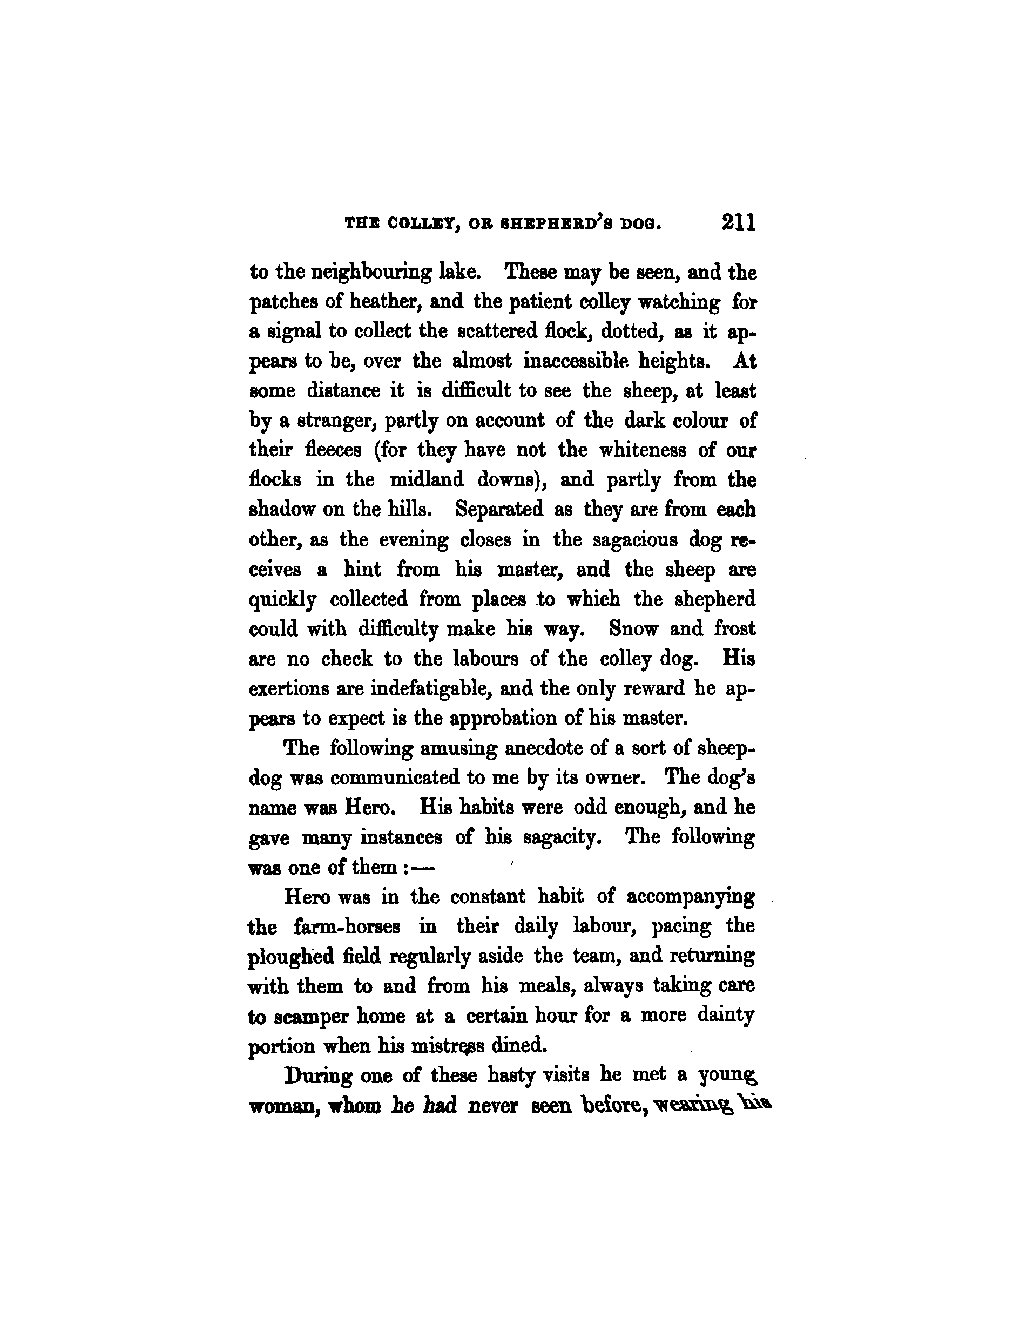 THE COLLEY, OR SHEPHERD'S DOG. 211
to the neighbouring lake. These may be seen, and the
patches of heather, and the patient colley watching for
a signal to collect the scattered flock, dotted, as it ap-
pears to be, over the almost inaccessible heights. At
some distance it is difficult to see the sheep, at least
by a stranger, partly on account of the dark colour of
their fleeces (for they have not the whiteness of our
flocks in the midland downs), and partly from the
shadow on the hills. Separated as they are from each
other, as the evening closes in the sagacious dog re-
ceives a hint from his master, and the sheep are
quickly collected from places to which the shepherd
could with difficulty make his way. Snow and frost
are no check to the labours of the colley dog. His
exertions are indefatigable, and the only reward he ap-
pears to expect is the approbation of his master.
The following amusing anecdote of a sort of sheep-
dog was communicated to me by its owner. The dog's
name was Hero. His habits were odd enough, and he
gave many instances of his sagacity. The following
was one of them :—
Hero was in the constant habit of accompanying
the farm-horses in their daily labour, pacing the
ploughed field regularly aside the team, and returning
with them to and from his meals, always taking care
to scamper home at a certain hour for a more dainty
portion when his mistress dined.
During one of these hasty visits he met a young
woman, whom he had never seen before, wearing his